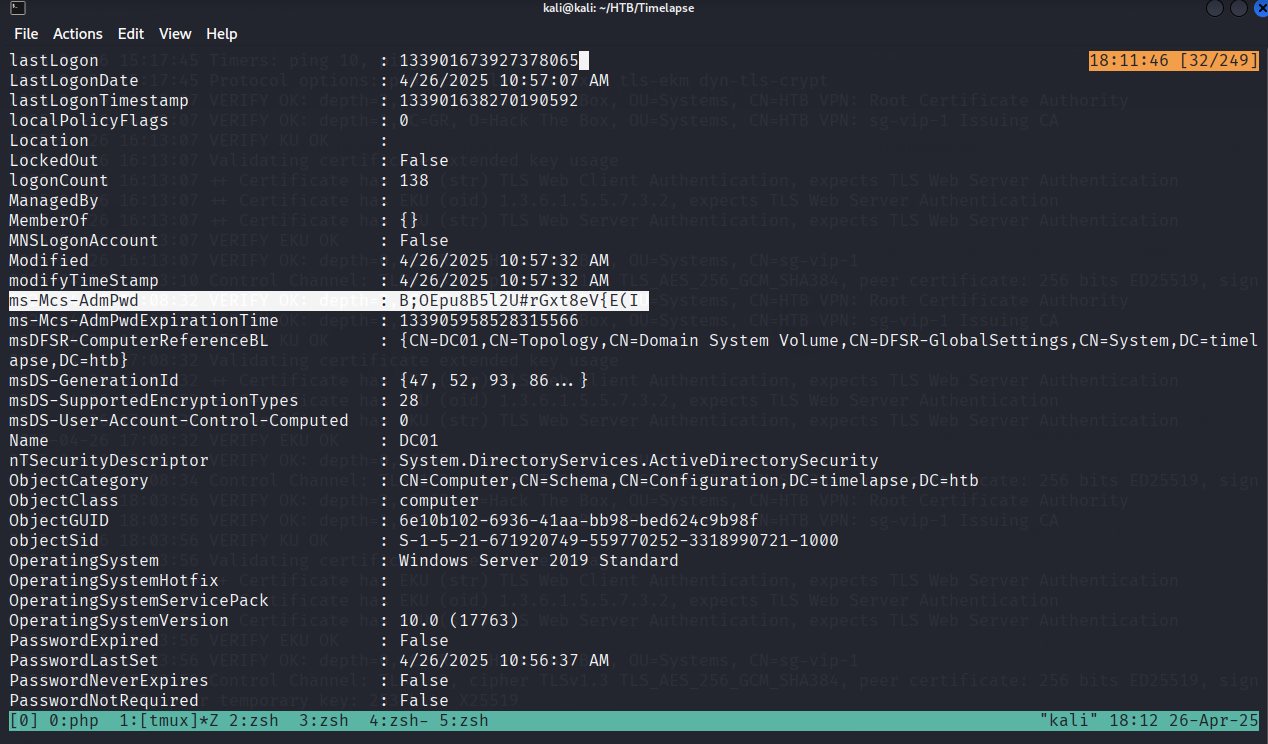 kali@kali: ~/HTB/Timelapse
File Actions Edit View Help
lastLogon : 133901673927378065 18:11:46 [32/249]
LastLogonDate : 4/26/2025 10:57:07 AM
lastLogonTimestamp : 133901638270190592
localPolicyFlags : 0
Location :
LockedOut : False
logonCount : 138
ManagedBy :
MemberOf : {}
MNSLogonAccount : False
Modified : 4/26/2025 10:57:32 AM
modifyTimeStamp : 4/26/2025 10:57:32 AM
ms-Mcs-AdmPwd : B;OEpu8B5l2U#rGxt8eV{E(I
ms-Mcs-AdmPwdExpirationTime : 133905958528315566
msDFSR-ComputerReferenceBL : {CN=DC01,CN=Topology,CN=Domain System Volume,CN=DFSR-GlobalSettings,CN=System,DC=timel
apse,DC=htb}
msDS-GenerationId : {47, 52, 93, 86...}
msDS-SupportedEncryptionTypes : 28
msDS-User-Account-Control-Computed : 0
Name : DC01
nTSecurityDescriptor : System.DirectoryServices.ActiveDirectorySecurity
ObjectCategory : CN=Computer,CN=Schema,CN=Configuration,DC=timelapse,DC=htb
ObjectClass : computer
ObjectGUID : 6e10b102-6936-41aa-bb98-bed624c9b98f
objectSid : S-1-5-21-671920749-559770252-3318990721-1000
OperatingSystem : Windows Server 2019 Standard
OperatingSystemHotfix :
OperatingSystemServicePack :
OperatingSystemVersion : 10.0 (17763)
PasswordExpired : False
PasswordLastSet : 4/26/2025 10:56:37 AM
PasswordNeverExpires : False
PasswordNotRequired : False
[0] 0:php 1:[tmux]*Z 2:zsh 3:zsh 4:zsh- 5:zsh "kali" 18:12 26-Apr-25